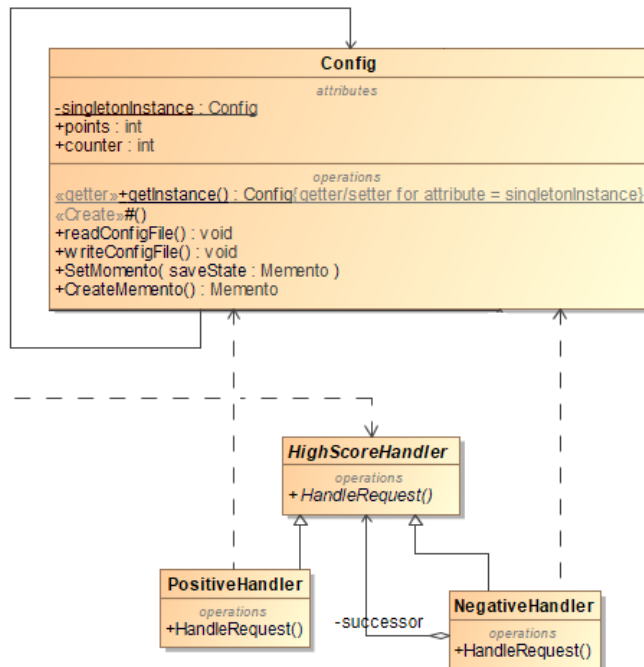 Config
attributes
-singletonInstance : Config
+points : int
+counter : int
operations
«getter»+getInstance() : Config{getter/setter for attribute = singletonInstance}
«Create»#()
+readConfigFile() : void
+writeConfigFile() : void
+SetMomento( saveState : Memento )
+CreateMemento() : Memento
HighScoreHandler
operations
+HandleRequest()
PositiveHandler
operations
+HandleRequest()
-successor
NegativeHandler
operations
+HandleRequest()